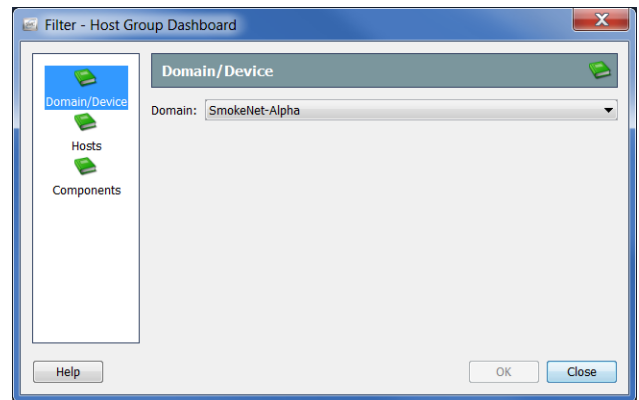 Filter - Host Group Dashboard
Domain/Device
Domain/Device
Domain: SmokeNet-Alpha
Hosts
Components
Help
OK
Close